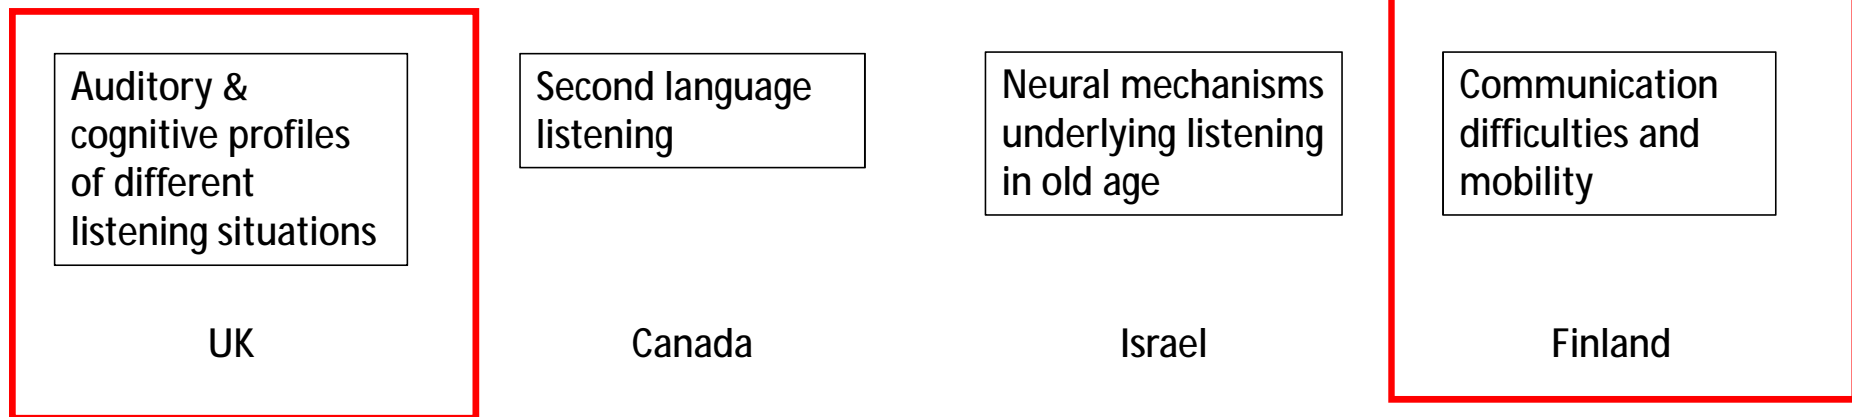 Auditory &
cognitive profiles
of different
listening situations
UK
Second language
listening
Canada
Neural mechanisms
underlying listening
in old age
Israel
Communication
difficulties and
mobility
Finland